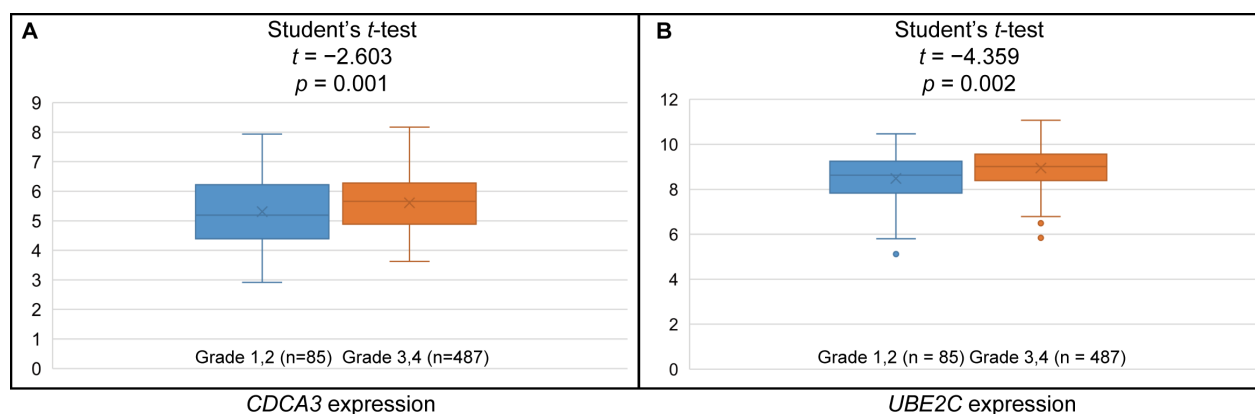 A
Student's t-test
t = −2.603
p = 0.001
9
8
7
6
5
4
3
2
1
0
Grade 1,2 (n=85) Grade 3,4 (n=487)
CDCA3 expression
B
Student's t-test
t = −4.359
p = 0.002
12
10
8
6
4
2
0
Grade 1,2 (n = 85) Grade 3,4 (n = 487)
UBE2C expression